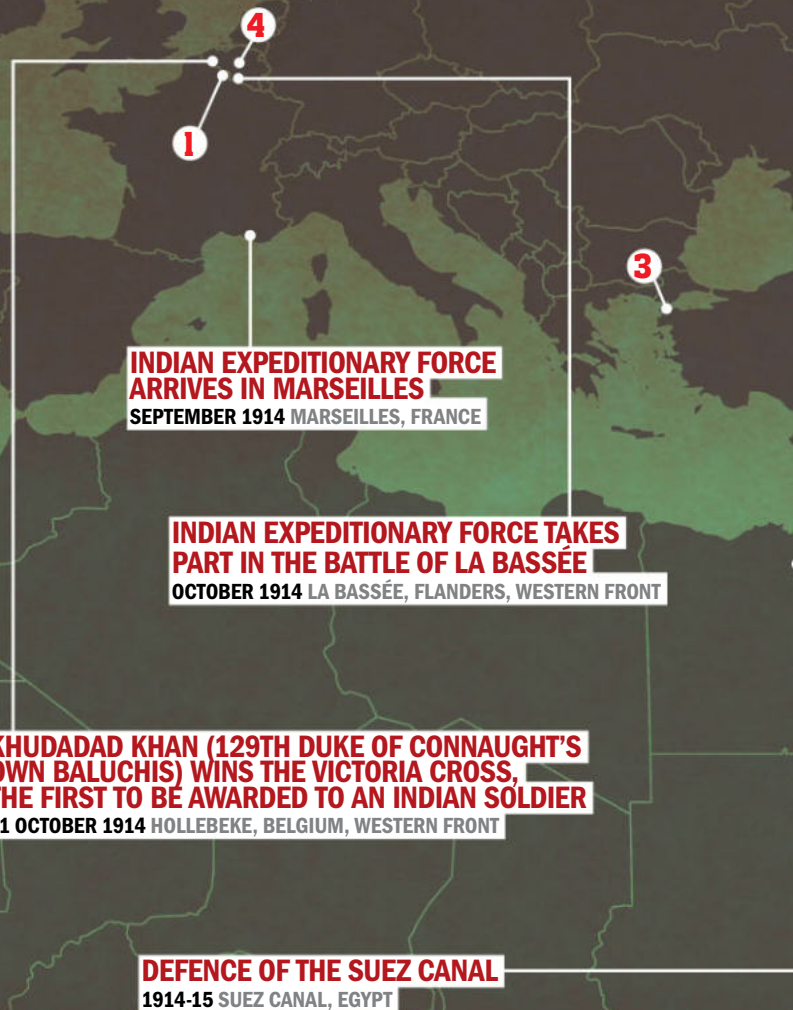 4
1
3
INDIAN EXPEDITIONARY FORCE
ARRIVES IN MARSEILLES
SEPTEMBER 1914 MARSEILLES, FRANCE
INDIAN EXPEDITIONARY FORCE TAKES
PART IN THE BATTLE OF LA BASSÉE
OCTOBER 1914 LA BASSÉE, FLANDERS, WESTERN FRONT
KHUDADAD KHAN (129TH DUKE OF CONNAUGHT'S
OWN BALUCHIS) WINS THE VICTORIA CROSS,
THE FIRST TO BE AWARDED TO AN INDIAN SOLDIER
1 OCTOBER 1914 HOLLEBEKE, BELGIUM, WESTERN FRONT
DEFENCE OF THE SUEZ CANAL
1914-15 SUEZ CANAL, EGYPT